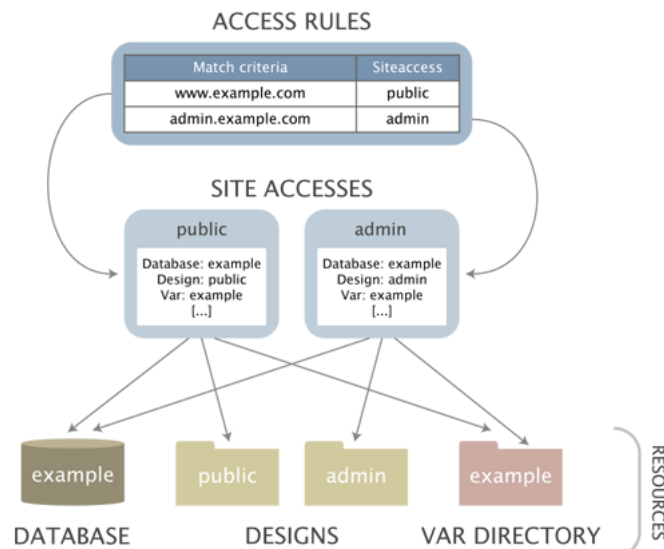 ACCESS RULES
Match criteria Siteaccess
www.example.com public
admin.example.com admin
SITE ACCESSES
public
Database: example
Design: public
Var: example
[...]
admin
Database: example
Design: admin
Var: example
[...]
example
public
admin
example
DATABASE
DESIGNS
VAR DIRECTORY
RESOURCES